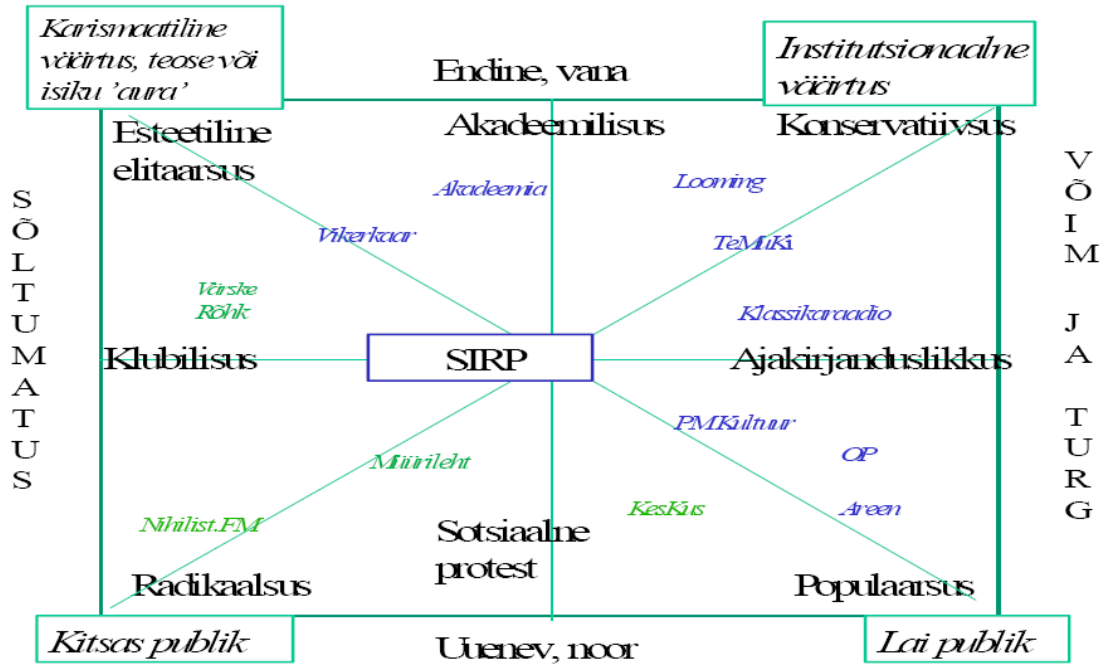 Karismaatiline
väärtus, teose või
isiku 'aura'
Endine, vana
Institutsionaalne
väärtus
Esteetiline
elitaarsus
Akadeemilisus
Konservatiivsus
Akadeemia
Looming
Vikerkaar
TeMuKi
SÕLTUMATUS
VÕIM JA TURG
Värske
Rõhk
Klassikaraadio
Klubilisus
SIRP
Ajakirjanduslikkus
PM Kultuur
Müürileht
OP
Nihilist.FM
KesKus
Areen
Sotsiaalne
protest
Radikaalsus
Populaarsus
Kitsas publik
Uuenev, noor
Lai publik